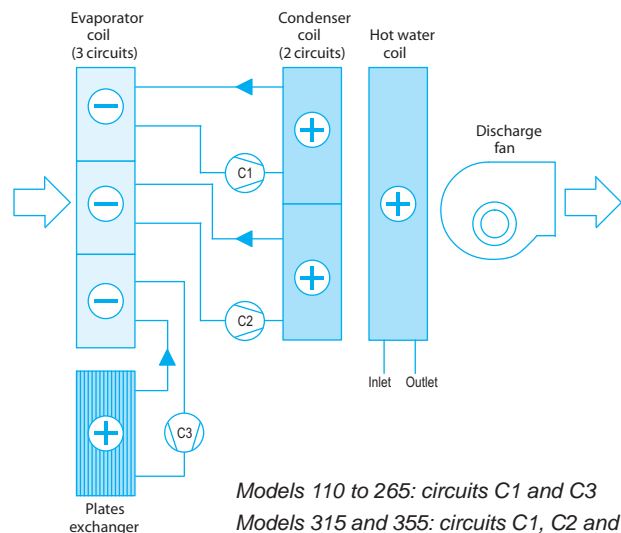 Evaporator
coil
(3 circuits)
Condenser
coil
(2 circuits)
Hot water
coil
Discharge
fan
C1
C2
Inlet
Outlet
C3
Plates
exchanger
Models 110 to 265: circuits C1 and C3
Models 315 and 355: circuits C1, C2 and